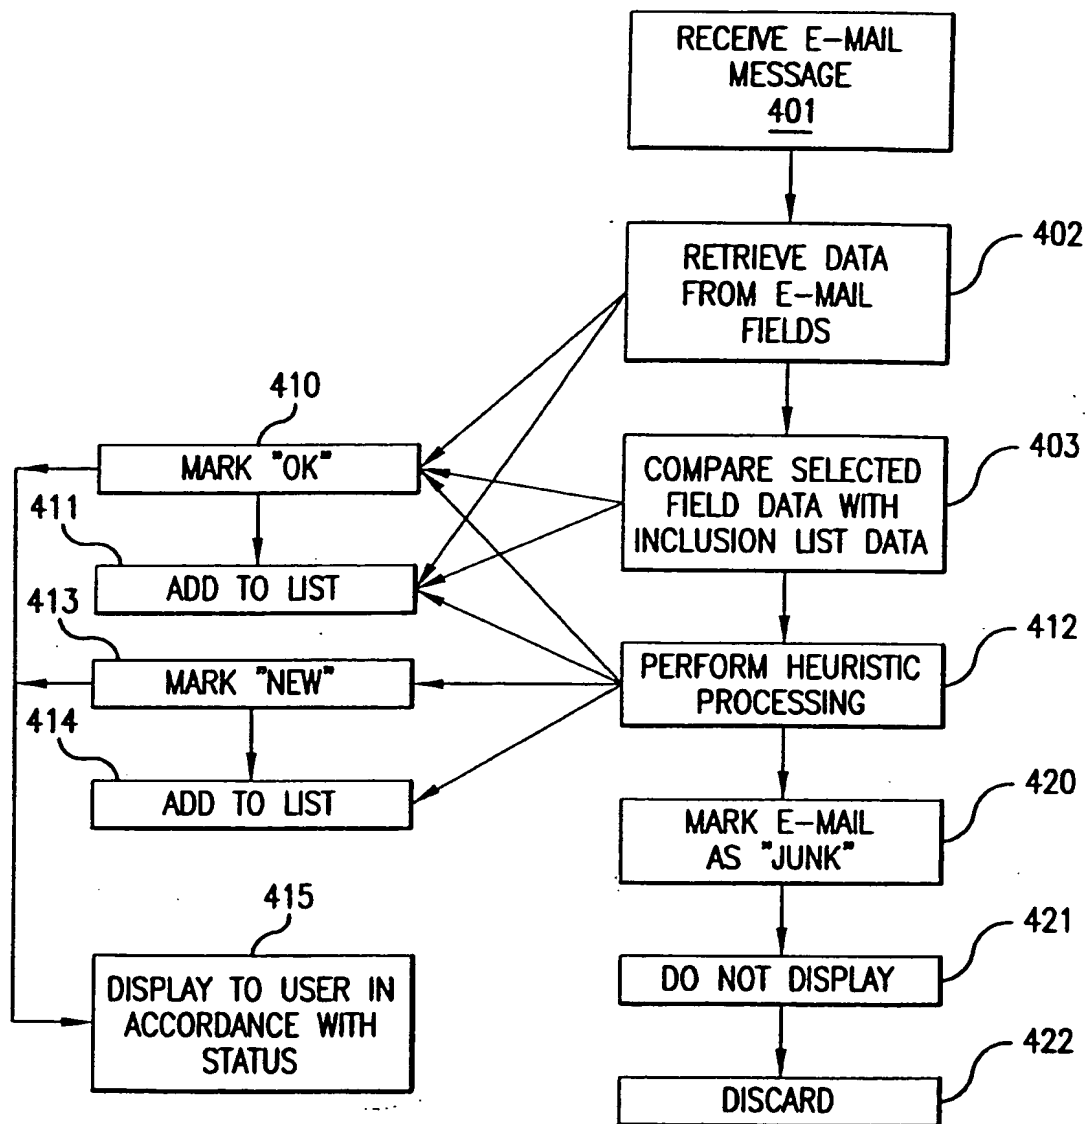 RECEIVE E-MAIL
MESSAGE
401
402
RETRIEVE DATA
FROM E-MAIL
FIELDS
410
MARK "OK"
403
COMPARE SELECTED
FIELD DATA WITH
INCLUSION LIST DATA
411
ADD TO LIST
413
MARK "NEW"
412
PERFORM HEURISTIC
PROCESSING
414
ADD TO LIST
420
MARK E-MAIL
AS "JUNK"
415
DISPLAY TO USER IN
ACCORDANCE WITH
STATUS
421
DO NOT DISPLAY
422
DISCARD